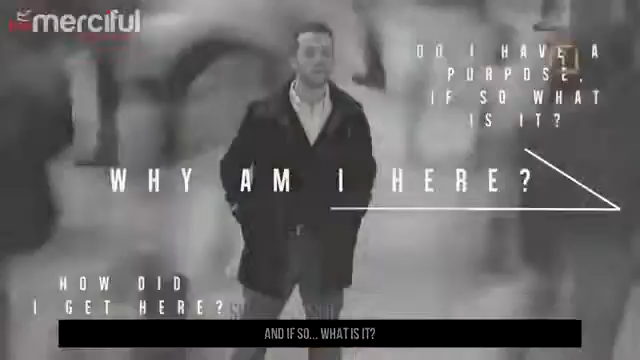 merciful
DO I HAVE A
PURPOSE,
IF SO WHAT
IS IT?
WHY AM I HERE?
HOW DID
I GET HERE?
AND IF SO... WHAT IS IT?